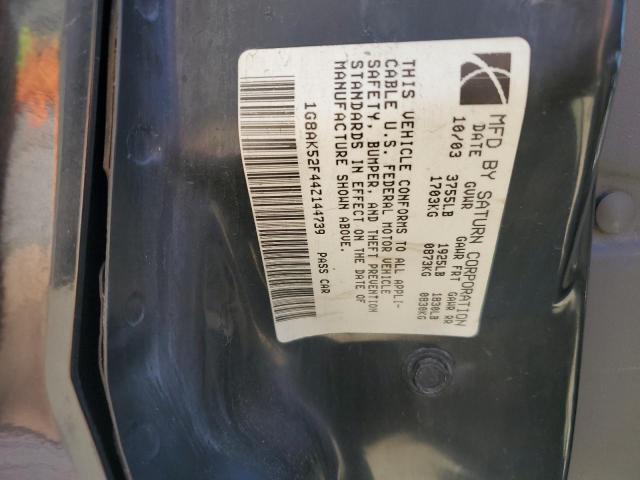 MFD BY SATURN CORPORATION
DATE GVWR GAWR FRT GAWR RR
10/03 3755LB 1925LB 1830LB
1703KG 0873KG 0830KG
THIS VEHICLE CONFORMS TO ALL APPLI-
CABLE U.S. FEDERAL MOTOR VEHICLE
SAFETY, BUMPER, AND THEFT PREVENTION
STANDARDS IN EFFECT ON THE DATE OF
MANUFACTURE SHOWN ABOVE.
1G8AK52F44Z144739 PASS CAR